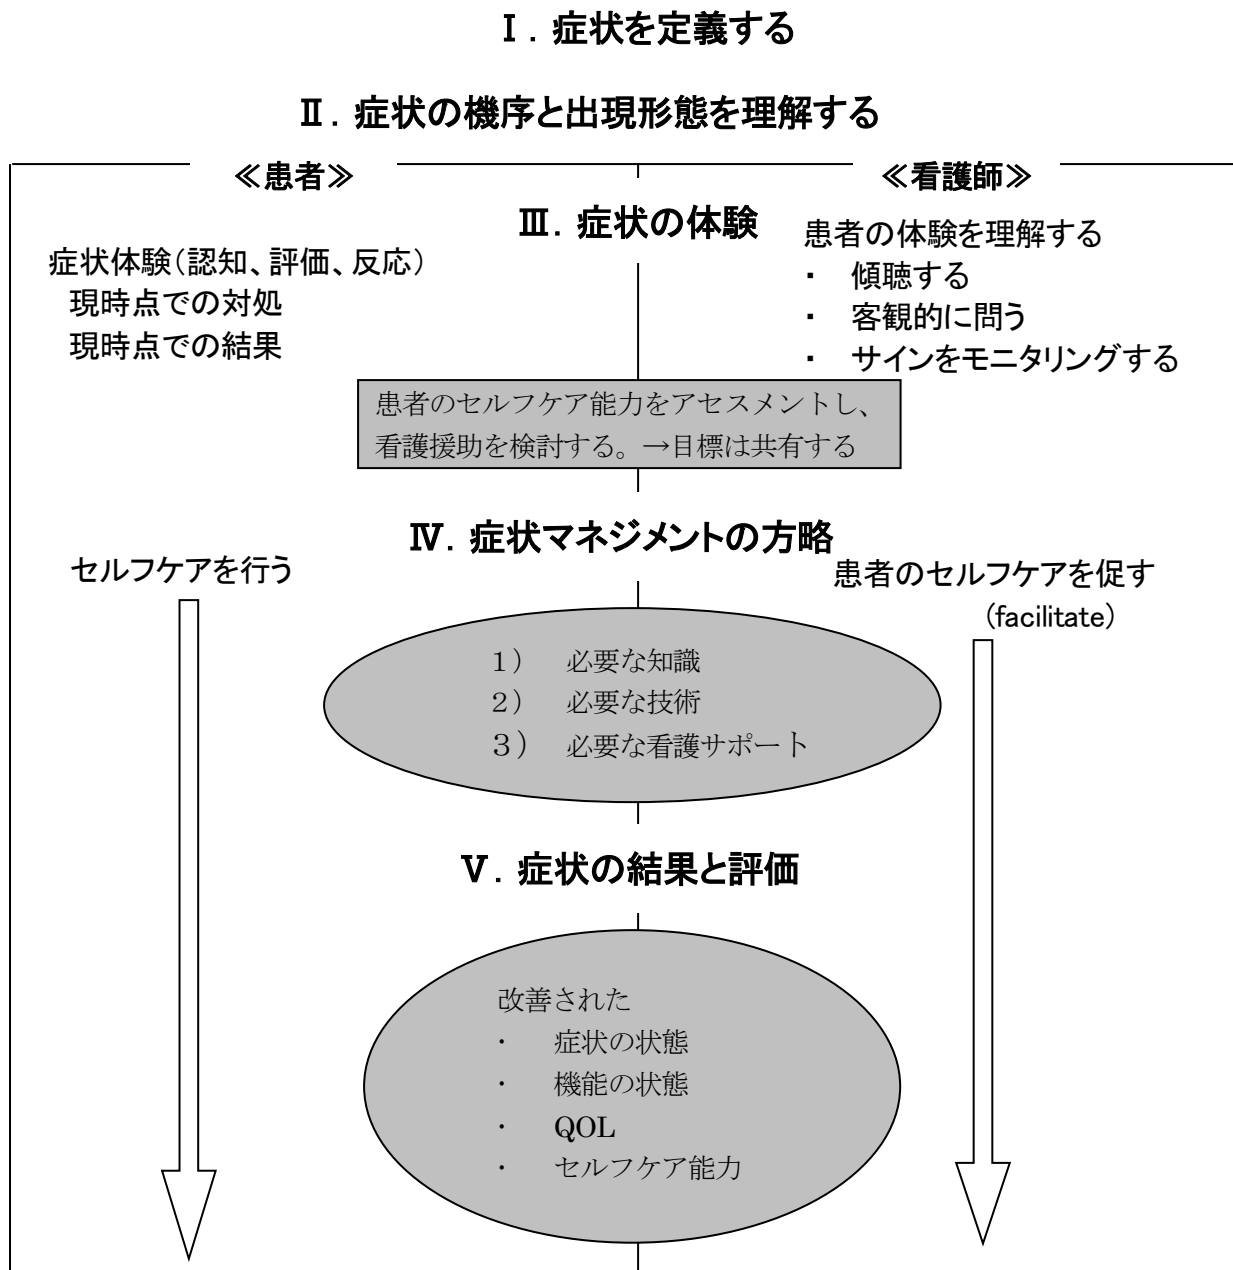 Ⅰ．症状を定義する
Ⅱ．症状の機序と出現形態を理解する
≪患者≫
≪看護師≫
Ⅲ．症状の体験
症状体験（認知、評価、反応）
現時点での対処
現時点での結果
患者の体験を理解する
・ 傾聴する
・ 客観的に問う
・ サインをモニタリングする
患者のセルフケア能力をアセスメントし、
看護援助を検討する。→目標は共有する
Ⅳ．症状マネジメントの方略
セルフケアを行う
患者のセルフケアを促す
（facilitate）
１） 必要な知識
２） 必要な技術
３） 必要な看護サポート
Ⅴ．症状の結果と評価
改善された
・ 症状の状態
・ 機能の状態
・ QOL
・ セルフケア能力